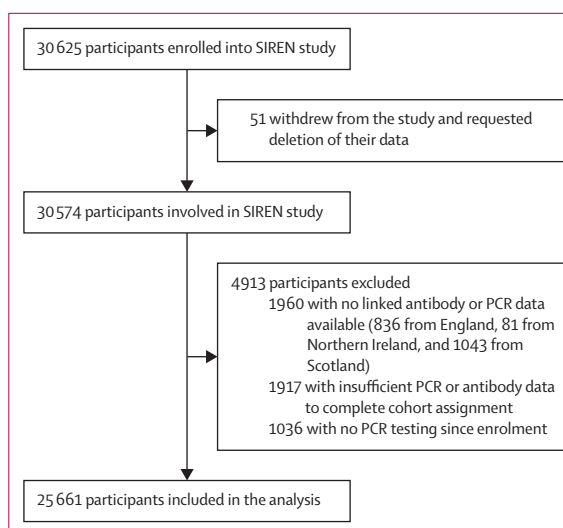 30 625 participants enrolled into SIREN study
51 withdrew from the study and requested
deletion of their data
30 574 participants involved in SIREN study
4913 participants excluded
1960 with no linked antibody or PCR data
available (836 from England, 81 from
Northern Ireland, and 1043 from
Scotland)
1917 with insufficient PCR or antibody data
to complete cohort assignment
1036 with no PCR testing since enrolment
25 661 participants included in the analysis